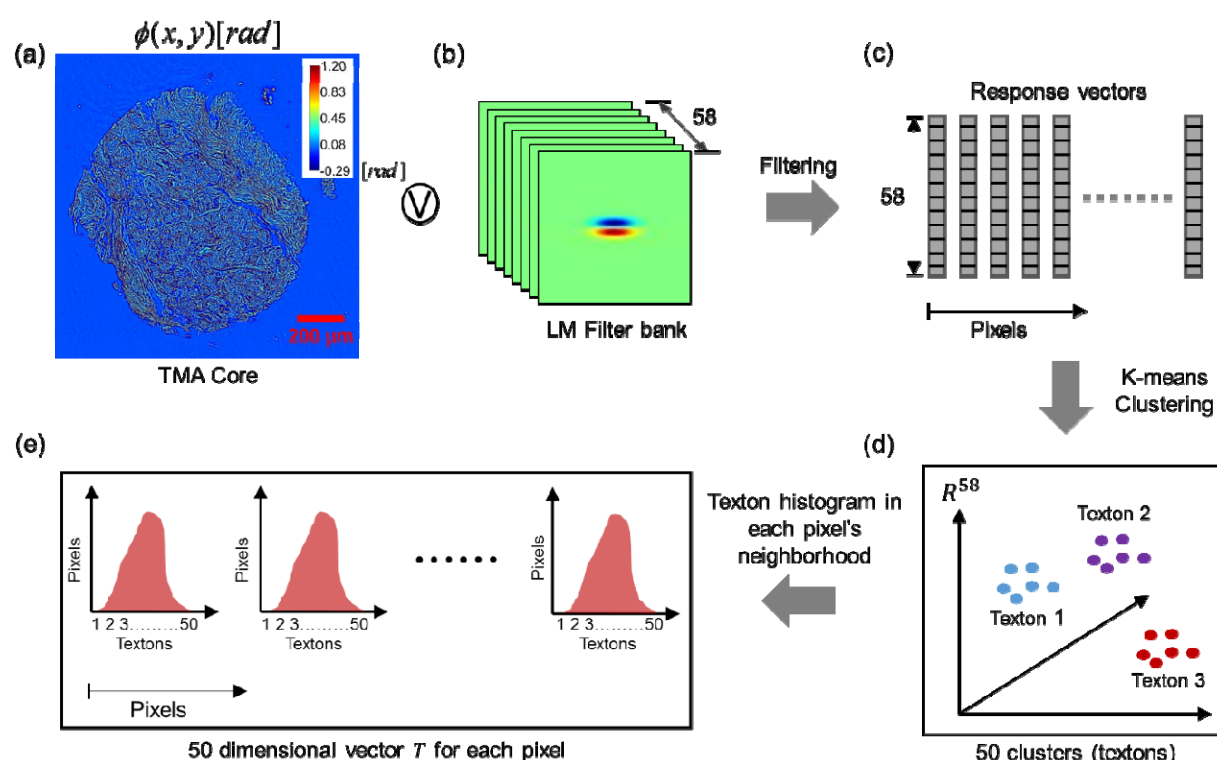 ϕ(x, y)[rad]
(a)
1.20
0.83
0.45
0.08
-0.29
[rad]
200 μm
TMA Core
Ⓥ
(b)
58
LM Filter bank
Filtering
(c)
Response vectors
58
Pixels
K-means
Clustering
(d)
R⁵⁸
Texton 2
Texton 1
Texton 3
50 clusters (textons)
Texton histogram in
each pixel's
neighborhood
(e)
Pixels
1 2 3..........50
Textons
Pixels
1 2 3..........50
Textons
Pixels
1 2 3..........50
Textons
Pixels
50 dimensional vector T for each pixel